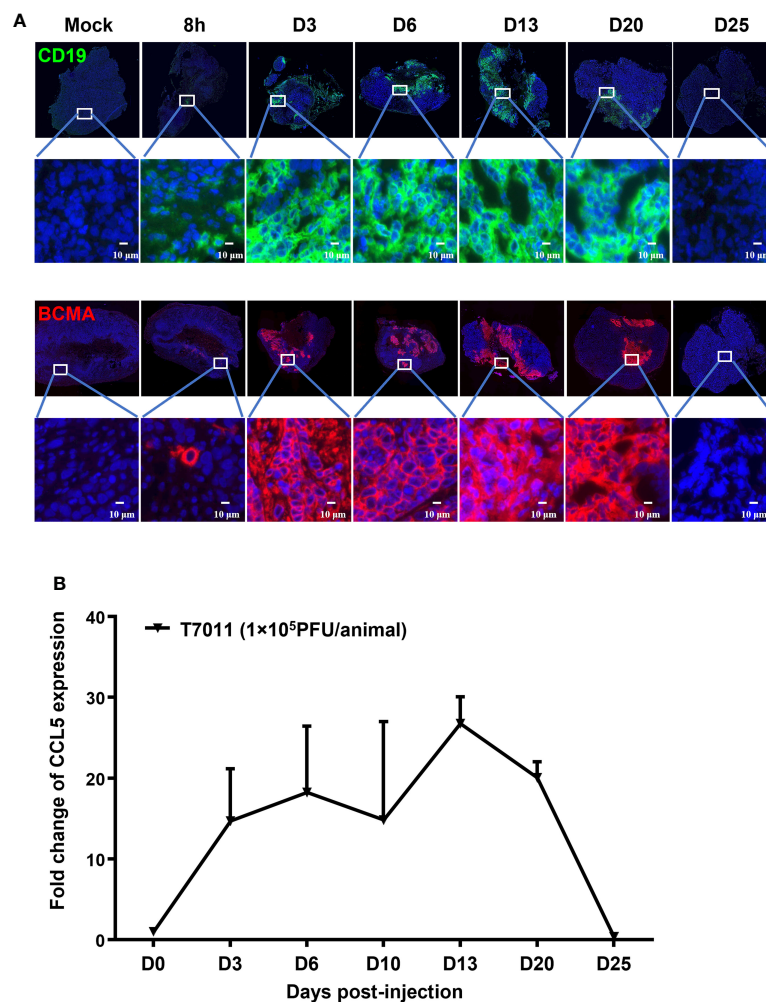 A
Mock 8h D3 D6 D13 D20 D25
CD19
10 μm 10 μm 10 μm 10 μm 10 μm 10 μm 10 μm
BCMA
10 μm 10 μm 10 μm 10 μm 10 μm 10 μm 10 μm
B
Fold change of CCL5 expression
40
T7011 (1×10⁵PFU/animal)
30
20
10
0
D0 D3 D6 D10 D13 D20 D25
Days post-injection